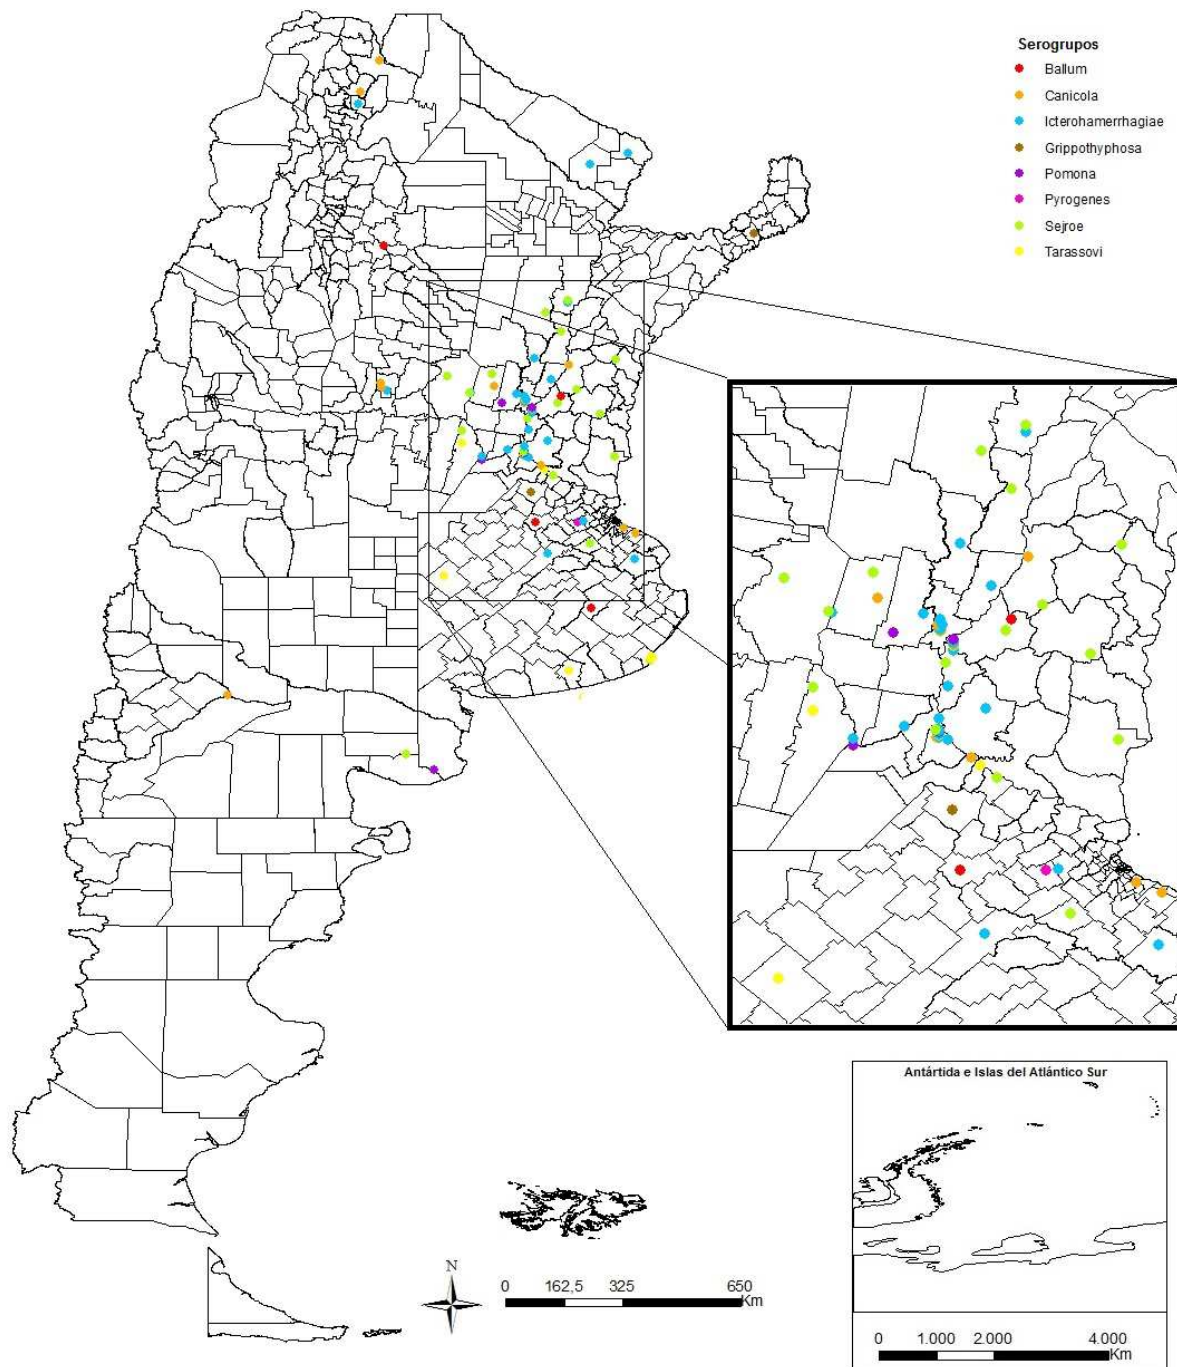 Serogrupos
Ballum
Canicola
Icterohamerrhagiae
Grippothyphosa
Pomona
Pyrogenes
Sejroe
Tarassovi
Antártida e Islas del Atlántico Sur
N
0 162,5 325 650
Km
0 1.000 2.000 4.000
Km